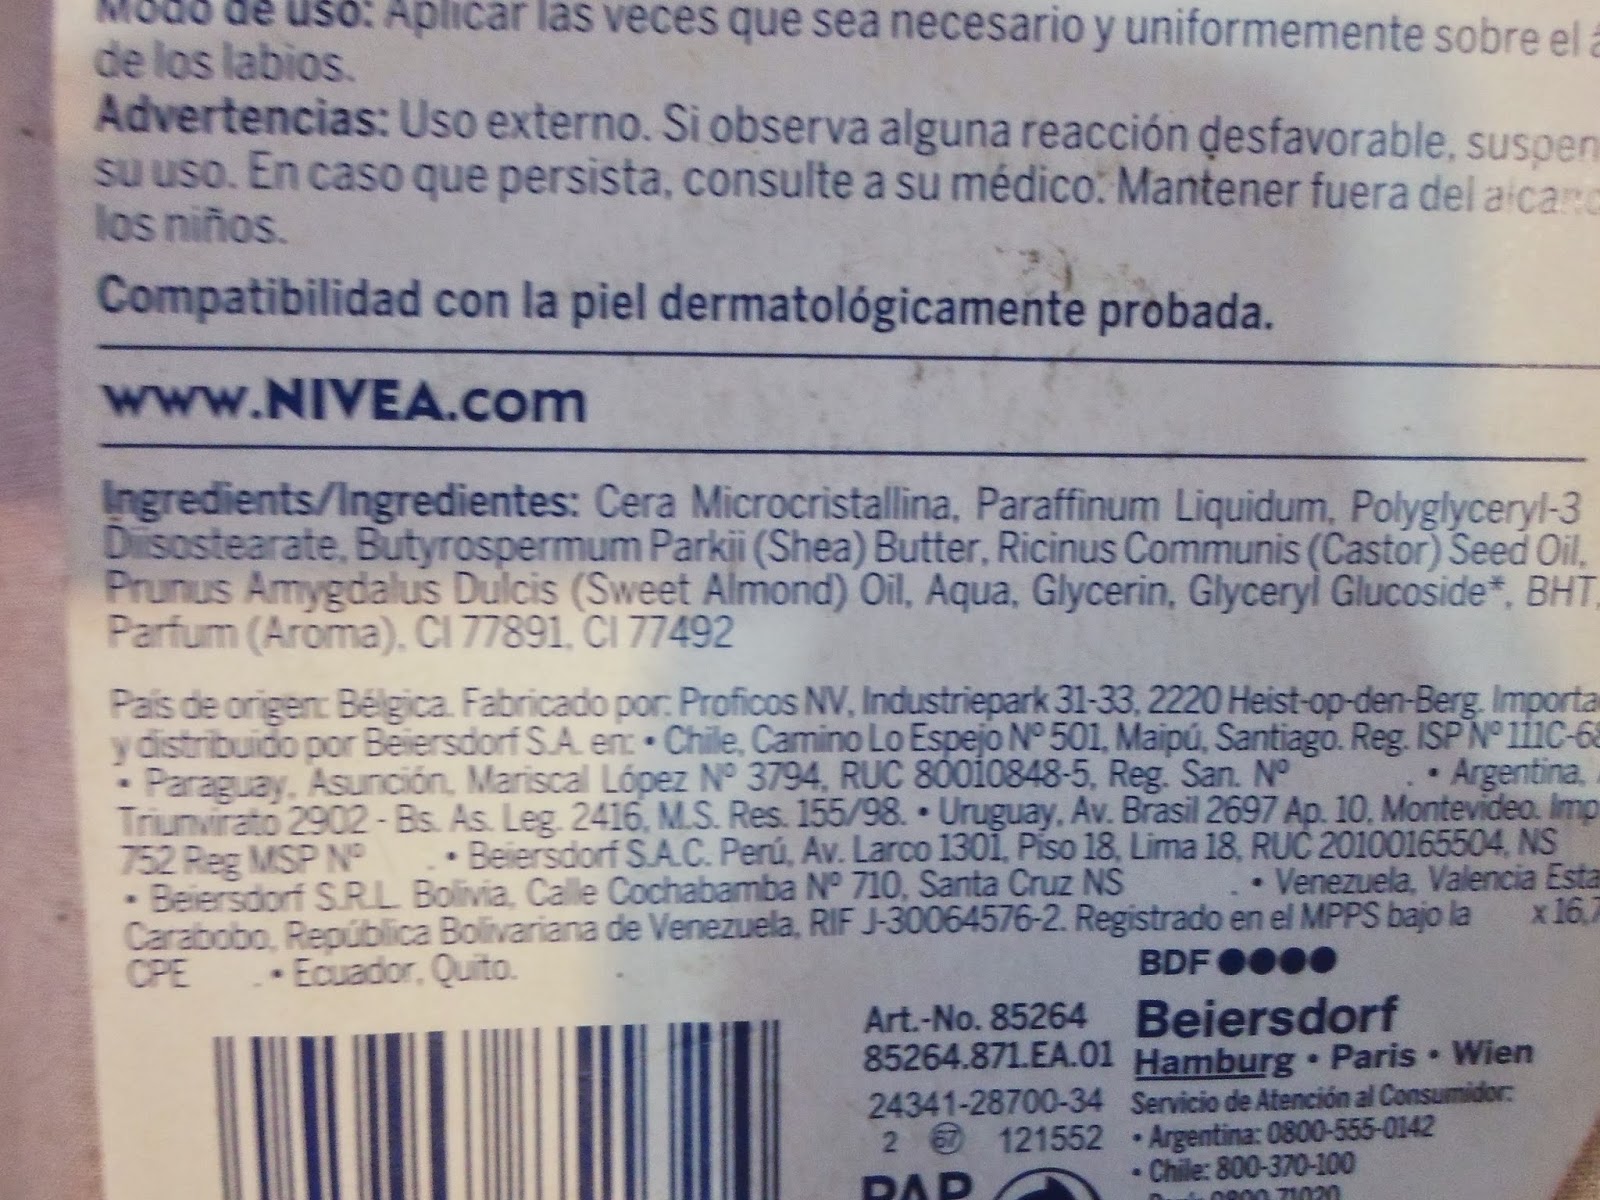 Modo de uso: Aplicar las veces que sea necesario y uniformemente sobre el
de los labios.
Advertencias: Uso externo. Si observa alguna reacción desfavorable,
su uso. En caso que persista, consulte a su médico. Mantener fuera del
los niños.
Compatibilidad con la piel dermatológicamente probada.
www.NIVEA.com
Ingredients/Ingredientes: Cera Microcristallina, Paraffinum Liquidum, Polyglyceryl-3
Diisostearate, Butyrospermum Parkii (Shea) Butter, Ricinus Communis (Castor) Seed Oil,
Prunus Amygdalus Dulcis (Sweet Almond) Oil, Aqua, Glycerin, Glyceryl Glucoside*, BHT,
Parfum (Aroma), CI 77891, CI 77492
País de origen: Bélgica. Fabricado por: Proficos NV, Industriepark 31-33, 2220 Heist-op-den-Berg.
y distribuido por Beiersdorf S.A. en: • Chile, Camino Lo Espejo Nº 501, Maipú, Santiago. Reg. ISP Nº
• Paraguay, Asunción, Mariscal López Nº 3794, RUC 80010848-5, Reg. San. Nº . • Argentina,
Triunvirato 2902 - Bs. As. Leg. 2416, M.S. Res. 155/98. • Uruguay, Av. Brasil 2697 Ap. 10, Montevideo.
752 Reg MSP Nº . • Beiersdorf S.A.C. Perú, Av. Larco 1301, Piso 18, Lima 18, RUC 20100165504, NS
• Beiersdorf S.R.L. Bolivia, Calle Cochabamba Nº 710, Santa Cruz NS . • Venezuela, Valencia
Carabobo, República Bolivariana de Venezuela, RIF J-30064576-2. Registrado en el MPPS bajo la
CPE . • Ecuador, Quito.
BDF ●●●●
Art.-No. 85264
85264.871.EA.01
24341-28700-34
2 67 121552
PAP
Beiersdorf
Hamburg • Paris • Wien
Servicio de Atención al Consumidor:
• Argentina: 0800-555-0142
• Chile: 800-370-100